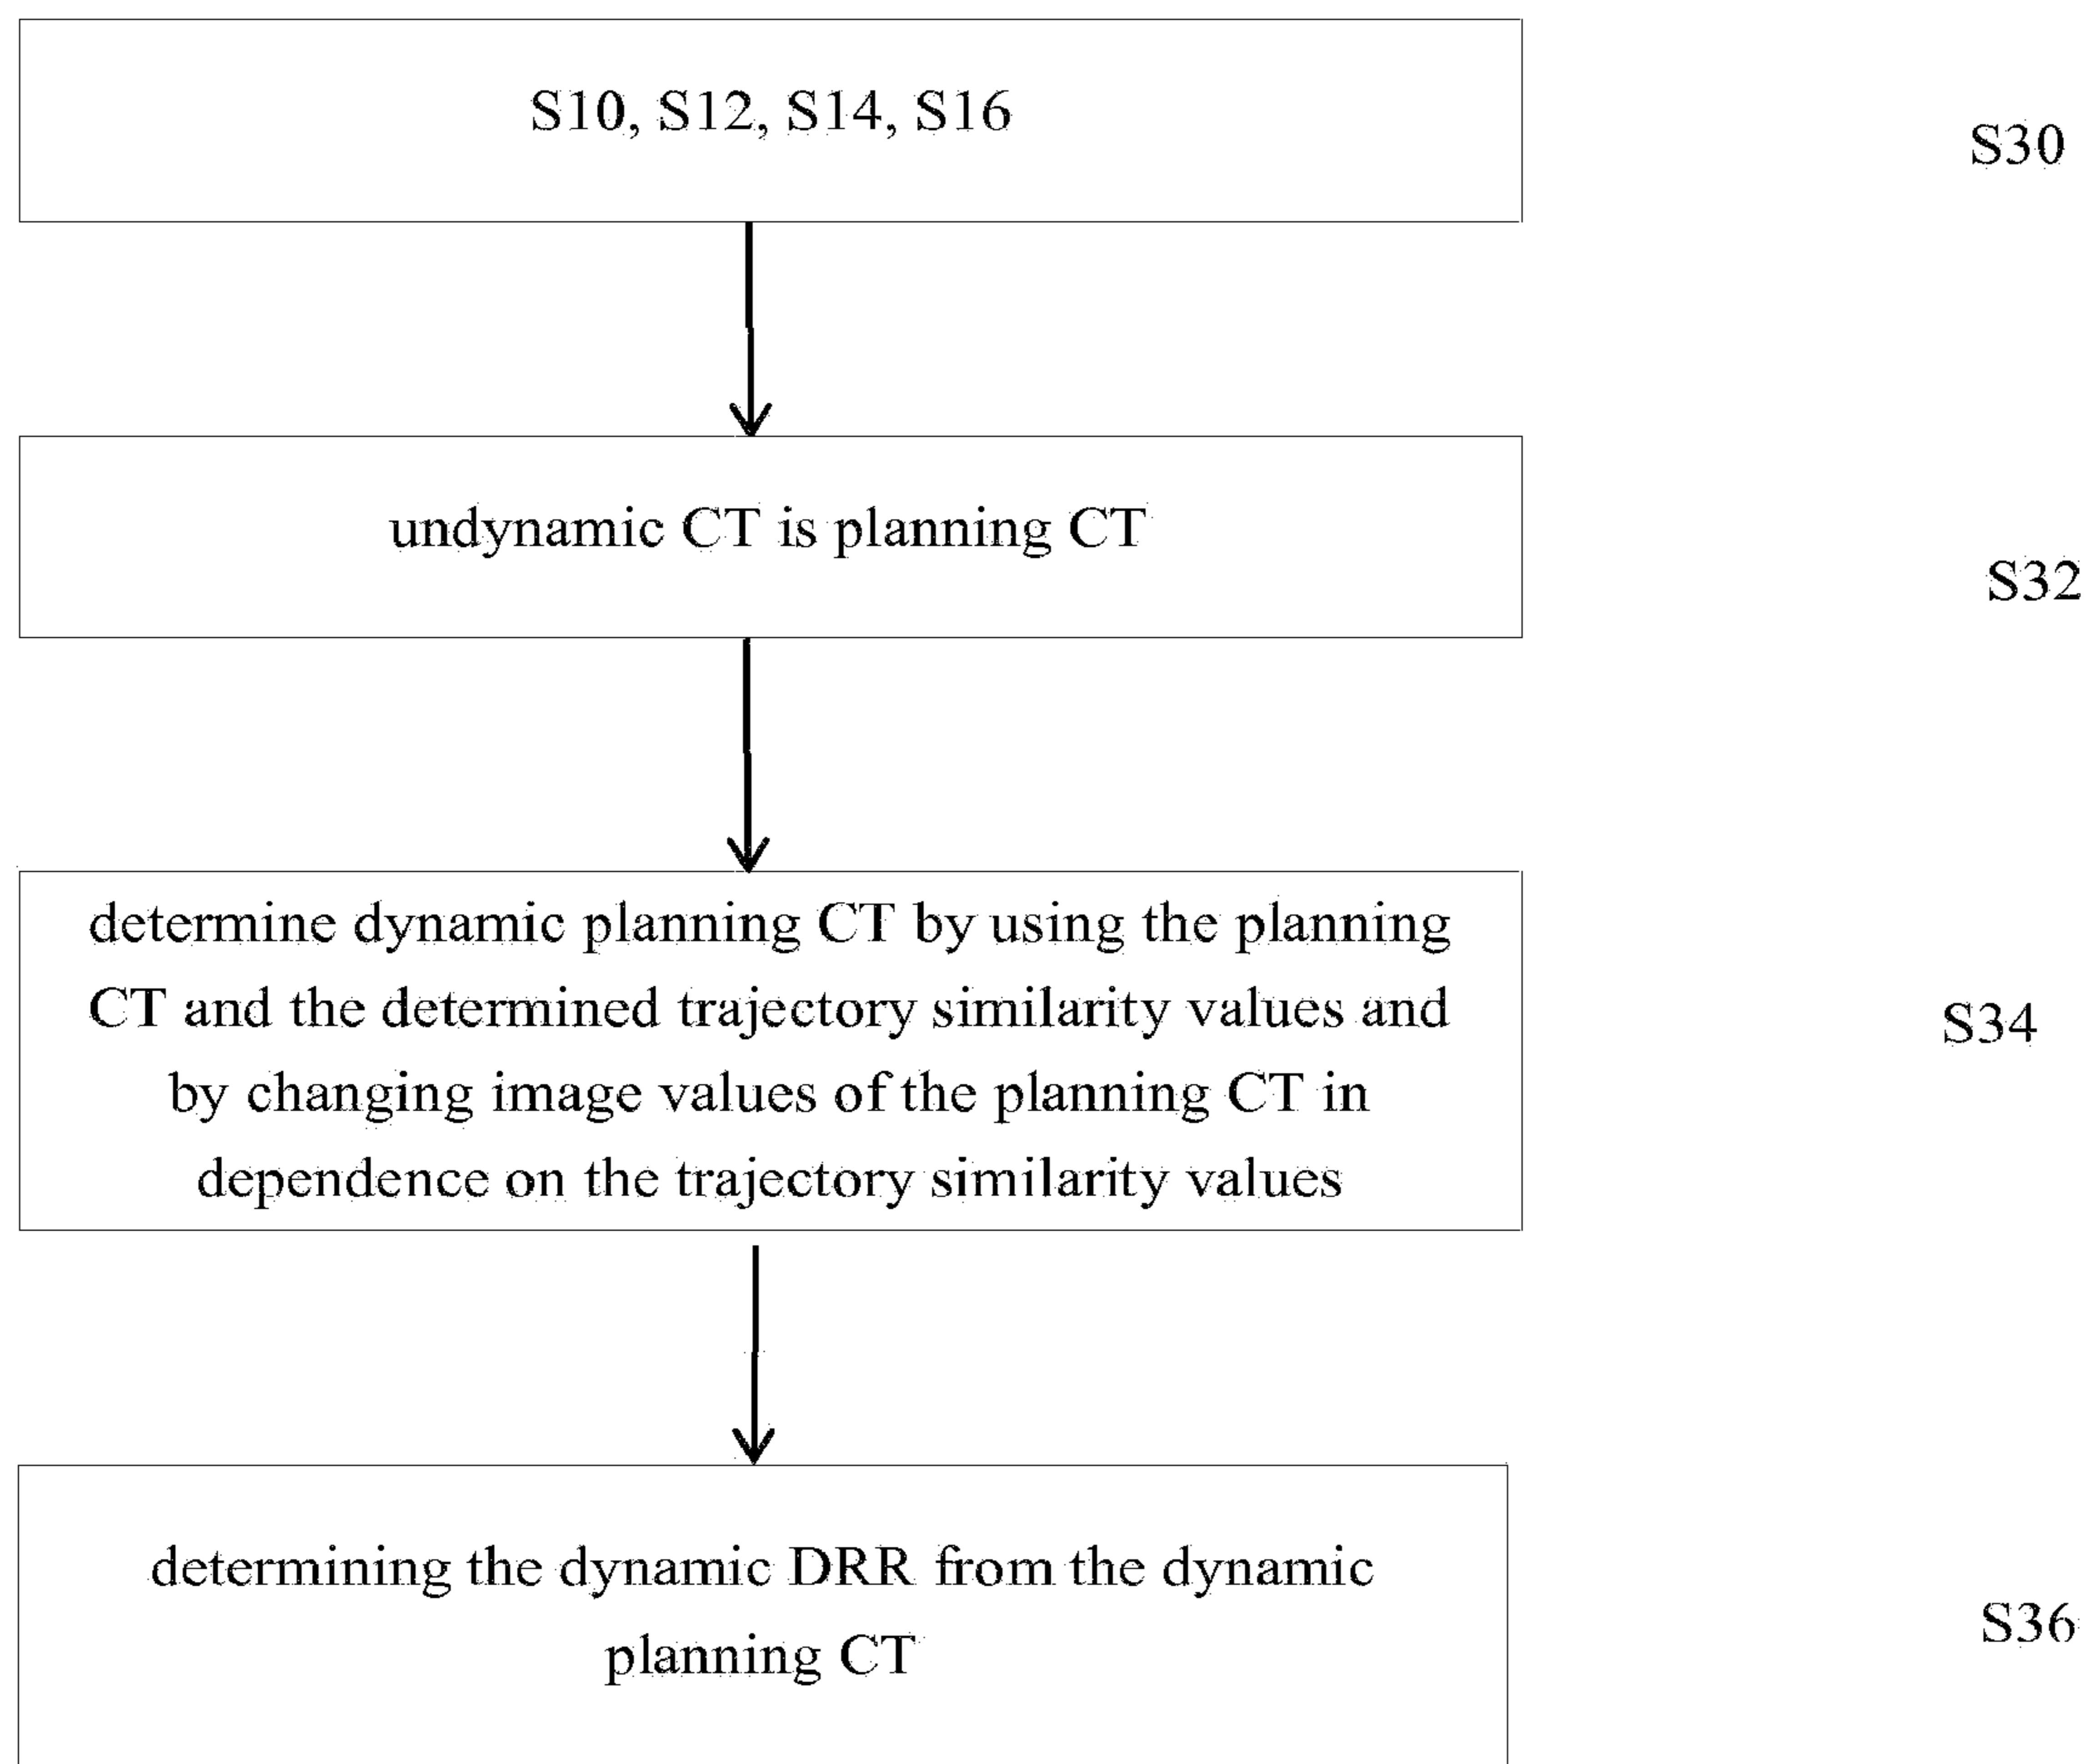 S10, S12, S14, S16
S30
undynamic CT is planning CT
S32
determine dynamic planning CT by using the planning
CT and the determined trajectory similarity values and
by changing image values of the planning CT in
dependence on the trajectory similarity values
S34
determining the dynamic DRR from the dynamic
planning CT
S36